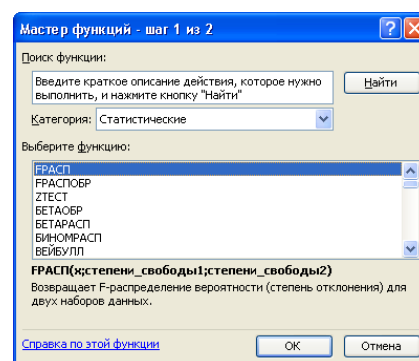 Мастер функций - шаг 1 из 2
Поиск функции:
Введите краткое описание действия, которое нужно
выполнить, и нажмите кнопку "Найти"
Найти
Категория: Статистические
Выберите функцию:
FРАСП
FРАСПОБР
ZТЕСТ
БЕТАОБР
БЕТАРАСП
БИНОМРАСП
ВЕЙБУЛЛ
FРАСП(x;степени_свободы1;степени_свободы2)
Возвращает F-распределение вероятности (степень отклонения) для
двух наборов данных.
Справка по этой функции
ОК
Отмена